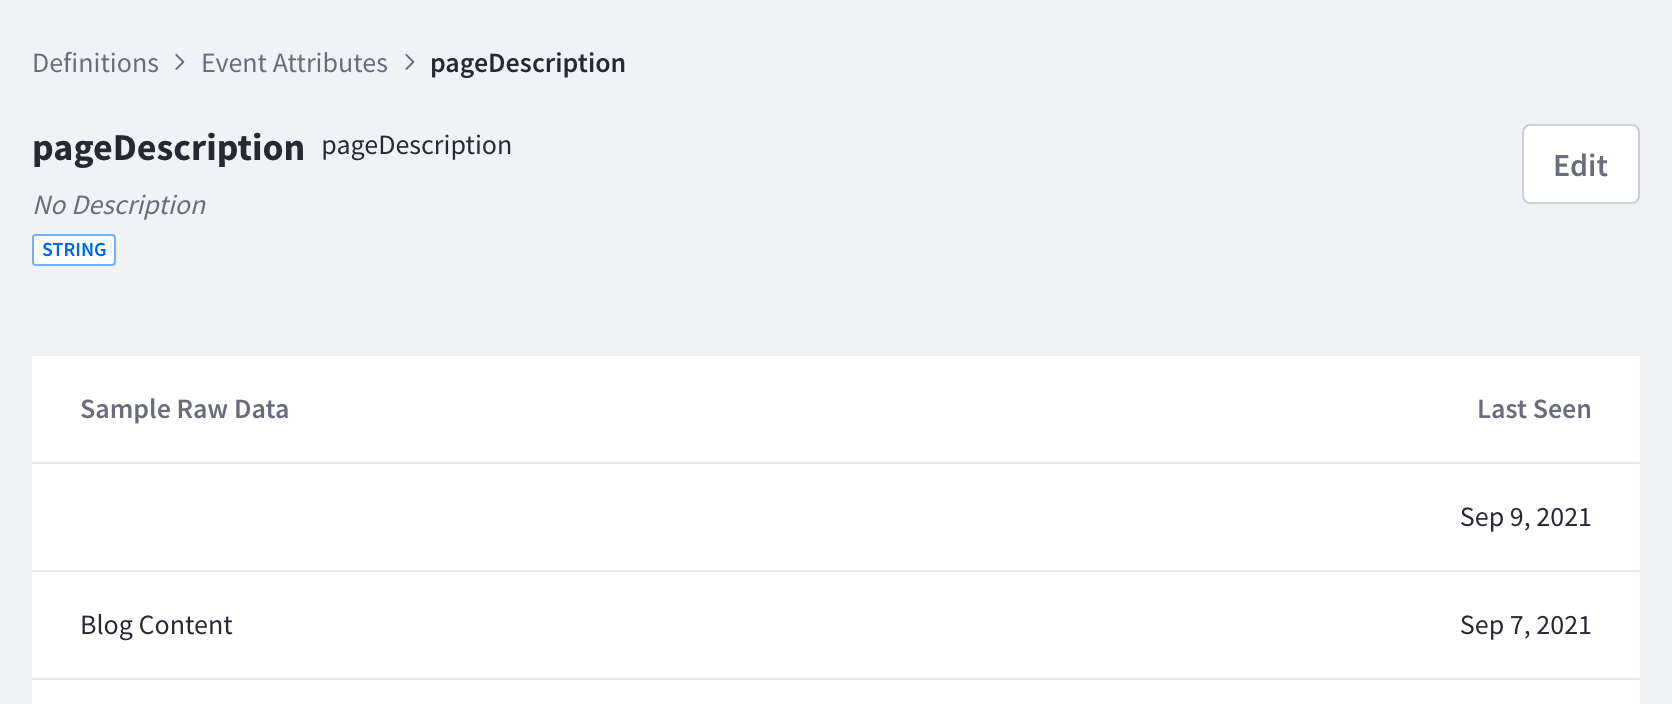 Definitions > Event Attributes > pageDescription
pageDescription pageDescription
Edit
No Description
STRING
Sample Raw Data Last Seen
Sep 9, 2021
Blog Content Sep 7, 2021